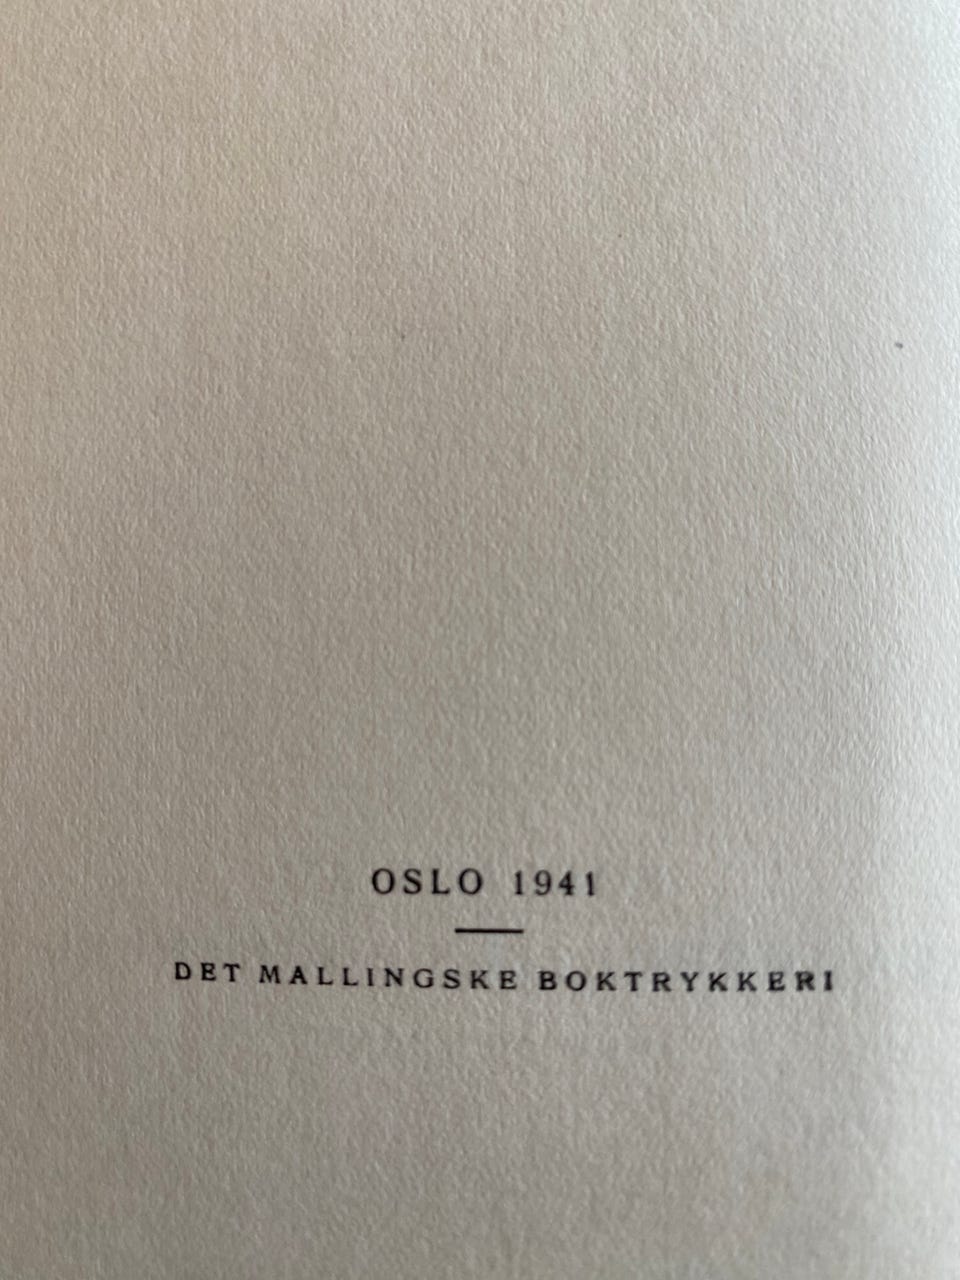 OSLO 1941
DET MALLINGSKE BOKTRYKKERI